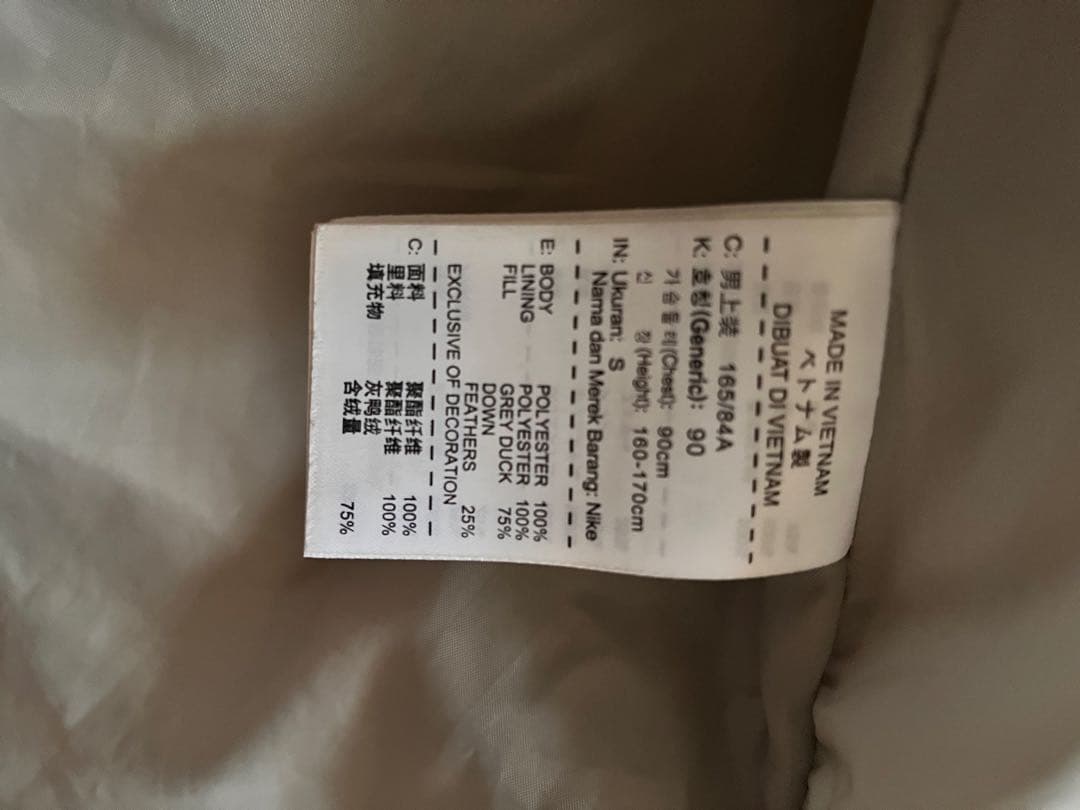 MADE IN VIETNAM
ベトナム製
DIBUAT DI VIETNAM
C: 男上装 165/84A
K: 호칭(Generic): 90
가슴둘레(Chest): 90cm
신 장(Height): 160-170cm
IN: Ukuran: S
Nama dan Merek Barang: Nike
E: BODY POLYESTER 100%
LINING POLYESTER 100%
FILL GREY DUCK 75%
DOWN
FEATHERS 25%
EXCLUSIVE OF DECORATION
C: 面料 聚酯纤维 100%
里料 聚酯纤维 100%
填充物 灰鸭绒
含绒量 75%